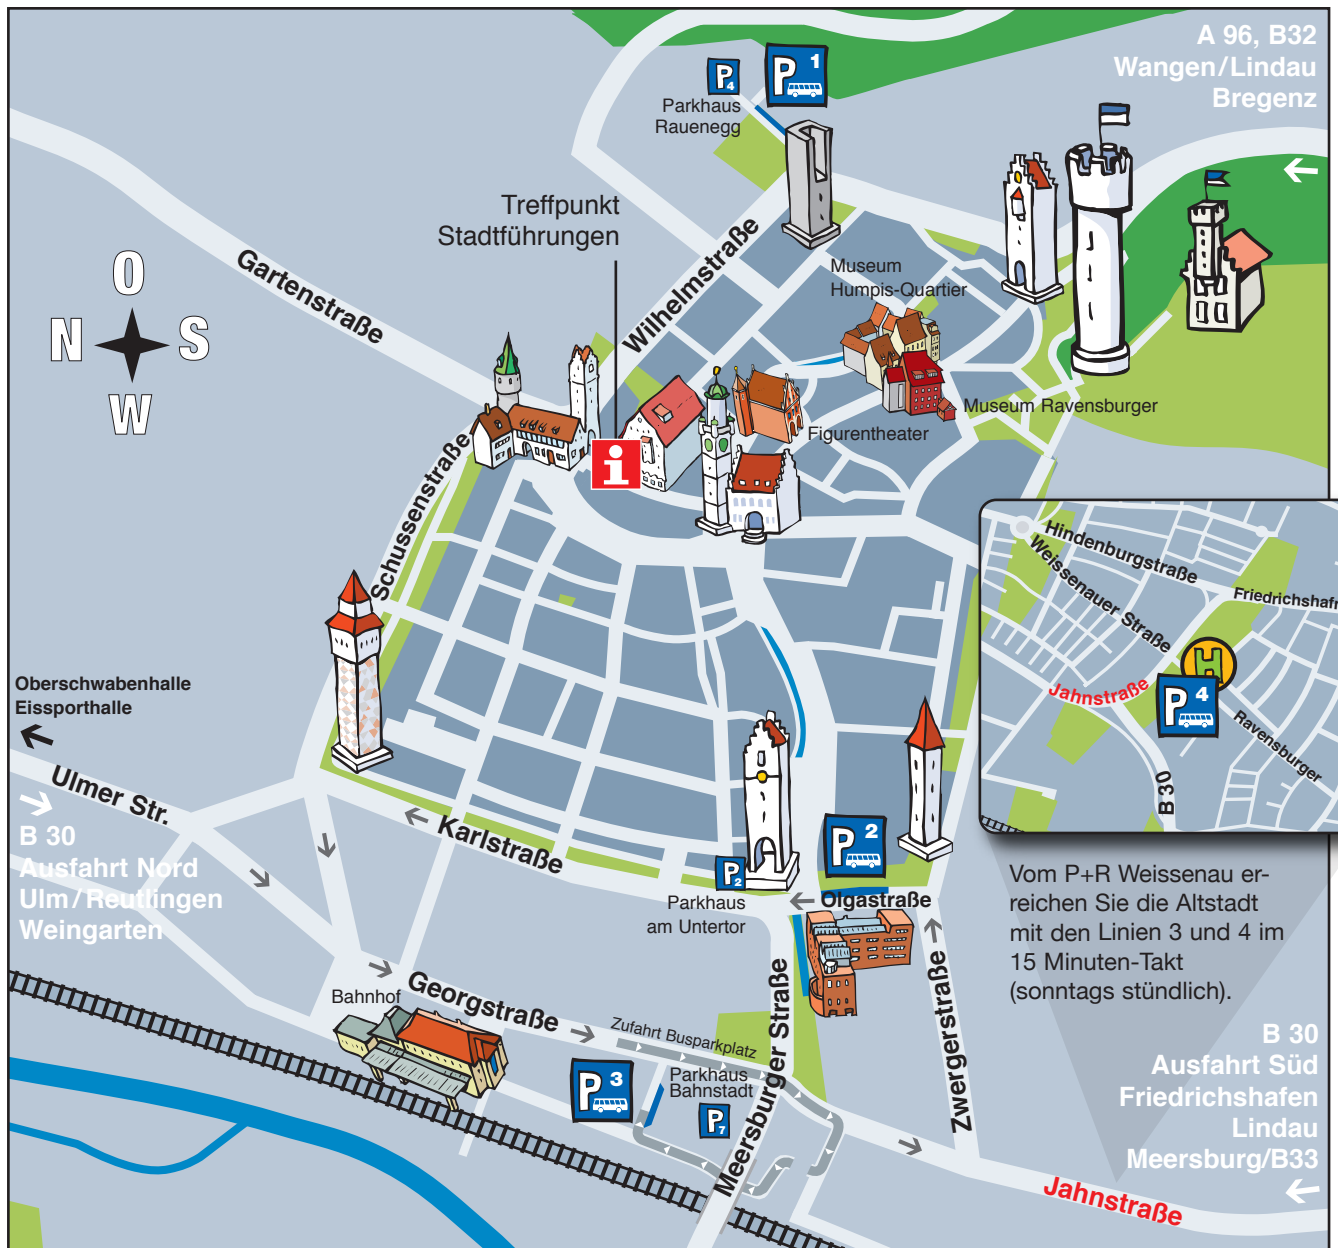 A 96, B32
Wangen/Lindau
Bregenz
P 1
P 4
Parkhaus
Rauenegg
Treffpunkt
Stadtführungen
Wilhelmstraße
Gartenstraße
O
N S
W
Museum
Humpis-Quartier
Museum Ravensburger
Figurentheater
i
Schussenstraße
Hindenburgstraße
Weissenauer Straße
Friedrichshafe
H
Jahnstraße
P 4
Ravensburger
B 30
Oberschwabenhalle
Eissporthalle
Ulmer Str.
B 30
Ausfahrt Nord
Ulm/Reutlingen
Weingarten
Karlstraße
P 2
P 2
Parkhaus
am Untertor
Olgastraße
Vom P+R Weissenau er-
reichen Sie die Altstadt
mit den Linien 3 und 4 im
15 Minuten-Takt
(sonntags stündlich).
Georgstraße
Bahnhof
Zufahrt Busparkplatz
Meersburger Straße
Zwergerstraße
P 3
Parkhaus
Bahnstadt
P 7
B 30
Ausfahrt Süd
Friedrichshafen
Lindau
Meersburg/B33
Jahnstraße